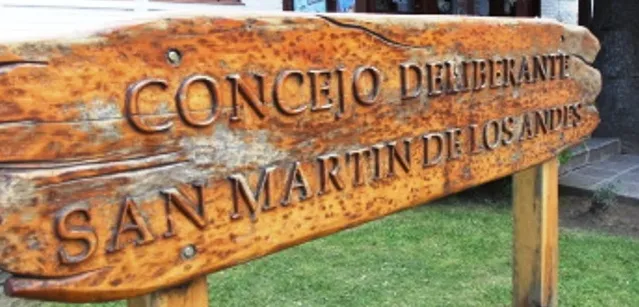 CONCEJO DELIBERANTE
SAN MARTIN DE LOS ANDES